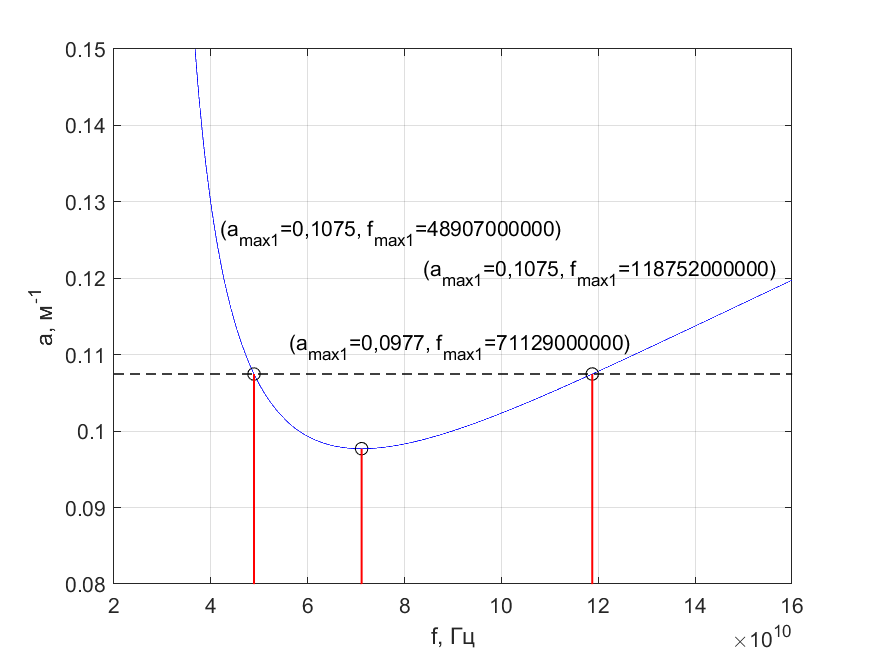 0.15
0.14
0.13
0.12
0.11
0.1
0.09
0.08
a, м-1
(amax1=0,1075, fmax1=48907000000)
(amax1=0,1075, fmax1=118752000000)
(amax1=0,0977, fmax1=71129000000)
2 4 6 8 10 12 14 16
f, Гц
×1010